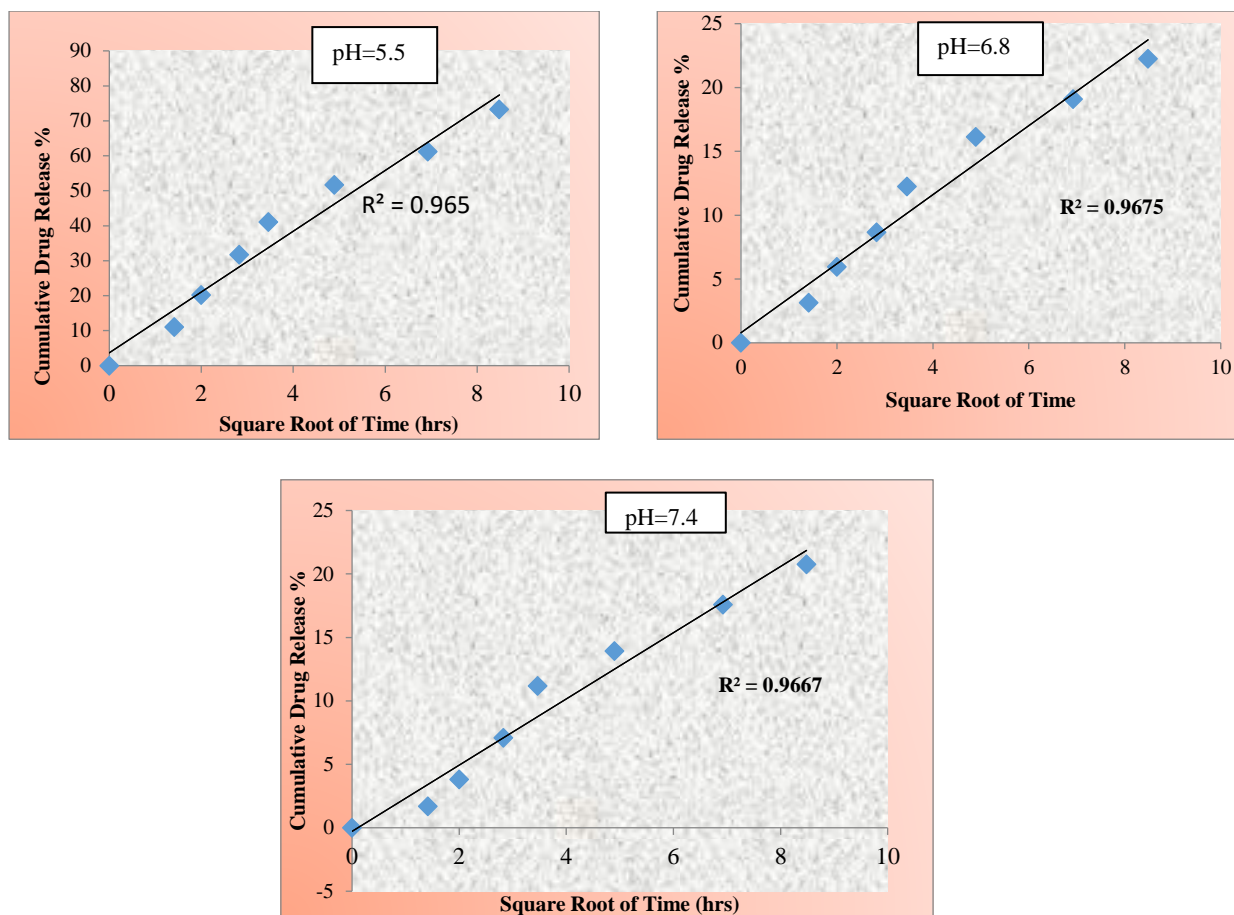 pH=5.5
Cumulative Drug Release %
90
80
70
60
50
40
30
20
10
0
R² = 0.965
0 2 4 6 8 10
Square Root of Time (hrs)
pH=6.8
Cumulative Drug Release %
25
20
15
10
5
0
R² = 0.9675
0 2 4 6 8 10
Square Root of Time
pH=7.4
Cumulative Drug Release %
25
20
15
10
5
0
-5
R² = 0.9667
0 2 4 6 8 10
Square Root of Time (hrs)